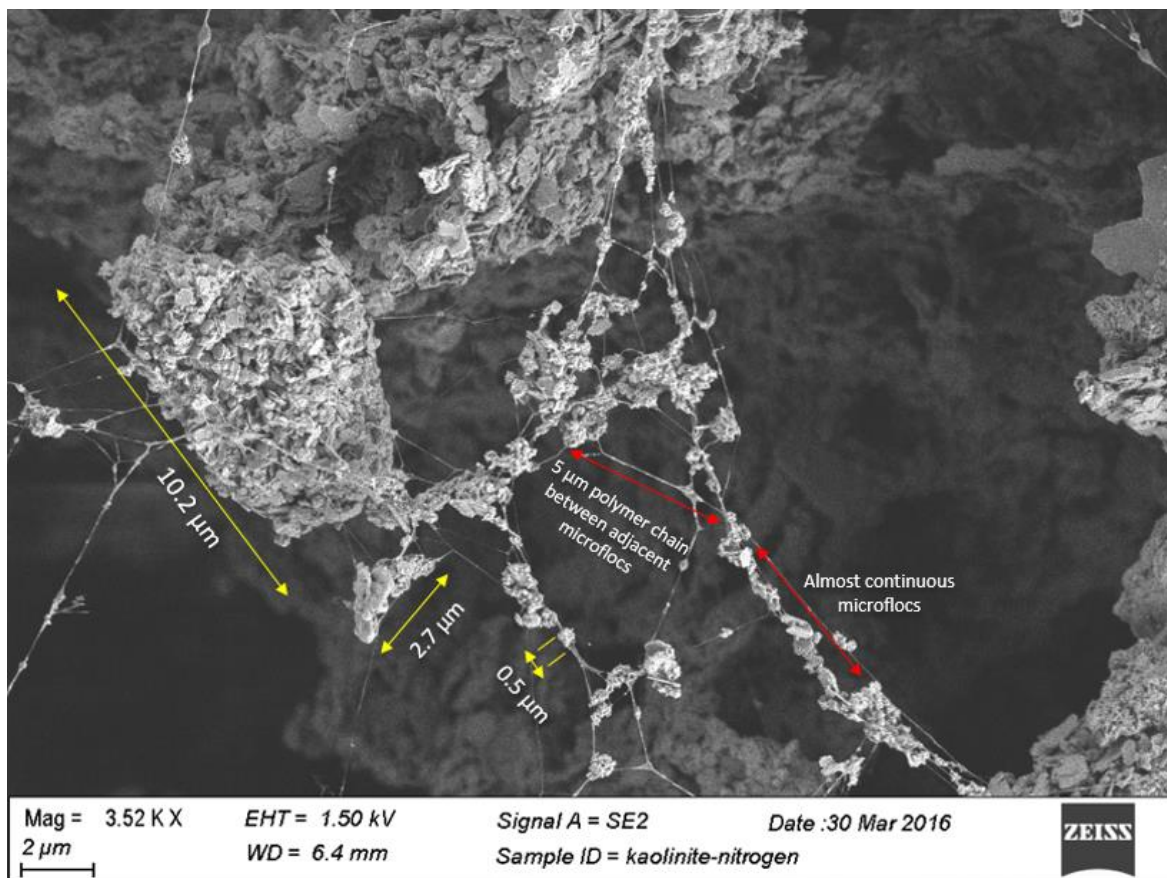 10.2 µm
2.7 µm
0.5 µm
5 µm polymer chain
between adjacent
microflocs
Almost continuous
microflocs
Mag = 3.52 K X
EHT = 1.50 kV
Signal A = SE2
Date :30 Mar 2016
2 µm
WD = 6.4 mm
Sample ID = kaolinite-nitrogen
ZEISS